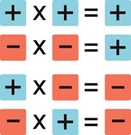 + x + = +
− x − = +
+ x − = −
− x + = −